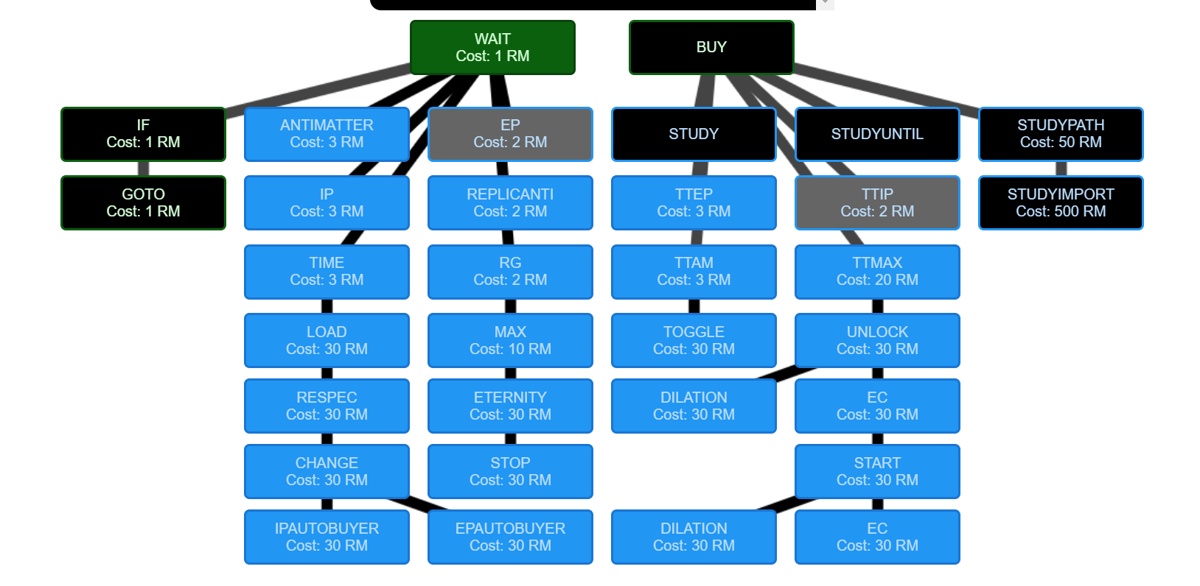 WAIT
Cost: 1 RM
BUY
IF
Cost: 1 RM
ANTIMATTER
Cost: 3 RM
EP
Cost: 2 RM
STUDY
STUDYUNTIL
STUDYPATH
Cost: 50 RM
GOTO
Cost: 1 RM
IP
Cost: 3 RM
REPLICANTI
Cost: 2 RM
TTEP
Cost: 3 RM
TTIP
Cost: 2 RM
STUDYIMPORT
Cost: 500 RM
TIME
Cost: 3 RM
RG
Cost: 2 RM
TTAM
Cost: 3 RM
TTMAX
Cost: 20 RM
LOAD
Cost: 30 RM
MAX
Cost: 10 RM
TOGGLE
Cost: 30 RM
UNLOCK
Cost: 30 RM
RESPEC
Cost: 30 RM
ETERNITY
Cost: 30 RM
DILATION
Cost: 30 RM
EC
Cost: 30 RM
CHANGE
Cost: 30 RM
STOP
Cost: 30 RM
START
Cost: 30 RM
IPAUTOBUYER
Cost: 30 RM
EPAUTOBUYER
Cost: 30 RM
DILATION
Cost: 30 RM
EC
Cost: 30 RM